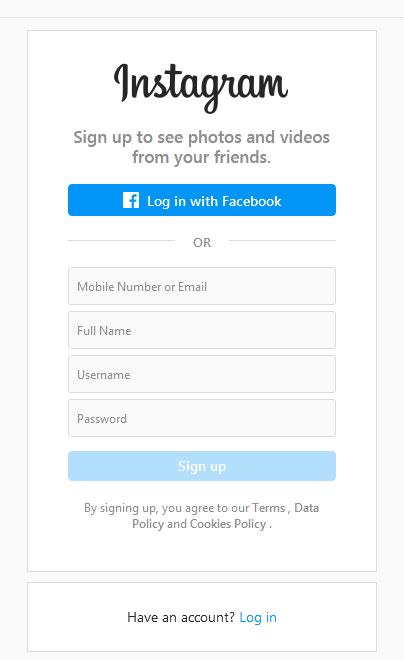 Instagram
Sign up to see photos and videos
from your friends.
Log in with Facebook
OR
Mobile Number or Email
Full Name
Username
Password
Sign up
By signing up, you agree to our Terms , Data
Policy and Cookies Policy .
Have an account? Log in